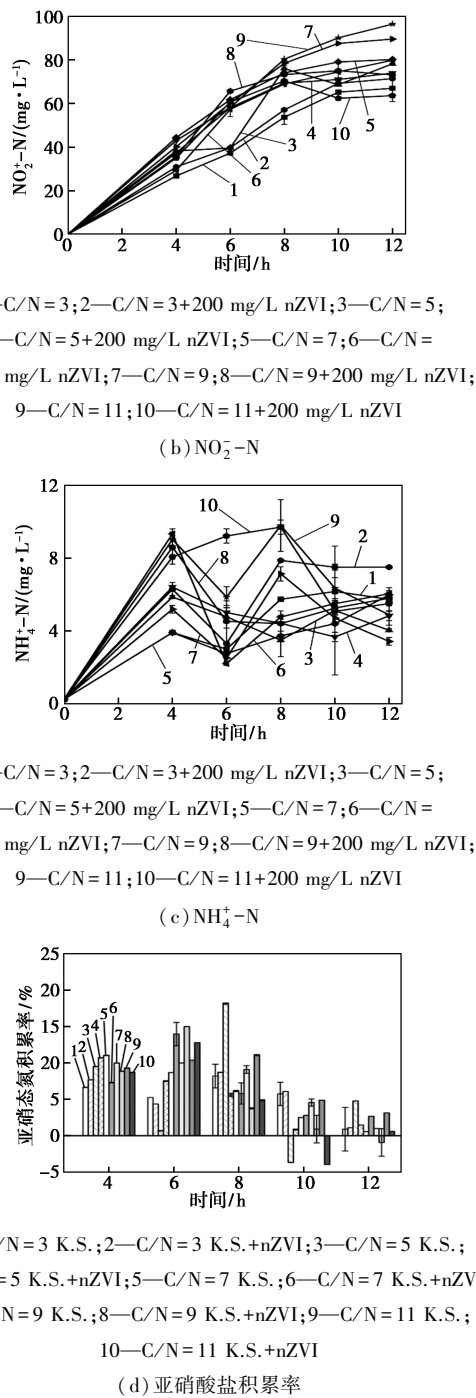 NO₂⁺-N/(mg·L⁻¹)
100
80
60
40
20
0
7
9
8
3
2
4
5
6
10
1
0 2 4 6 8 10 12
时间/h
—C/N=3;2—C/N=3+200 mg/L nZVI;3—C/N=5;
—C/N=5+200 mg/L nZVI;5—C/N=7;6—C/N=
mg/L nZVI;7—C/N=9;8—C/N=9+200 mg/L nZVI;
9—C/N=11;10—C/N=11+200 mg/L nZVI
(b)NO₂⁻-N
NH₄⁺-N/(mg·L⁻¹)
12
8
4
0
10
9
2
8
1
7
6
3
4
5
0 2 4 6 8 10 12
时间/h
—C/N=3;2—C/N=3+200 mg/L nZVI;3—C/N=5;
—C/N=5+200 mg/L nZVI;5—C/N=7;6—C/N=
mg/L nZVI;7—C/N=9;8—C/N=9+200 mg/L nZVI;
9—C/N=11;10—C/N=11+200 mg/L nZVI
(c)NH₄⁺-N
亚硝态氮积累率/%
25
20
15
20
5
0
-5
1
2
3
4
5
6
7
8
9
10
4 6 8 10 12
时间/h
/N=3 K.S.;2—C/N=3 K.S.+nZVI;3—C/N=5 K.S.;
=5 K.S.+nZVI;5—C/N=7 K.S.;6—C/N=7 K.S.+nZV
N=9 K.S.;8—C/N=9 K.S.+nZVI;9—C/N=11 K.S.;
10—C/N=11 K.S.+nZVI
(d)亚硝酸盐积累率